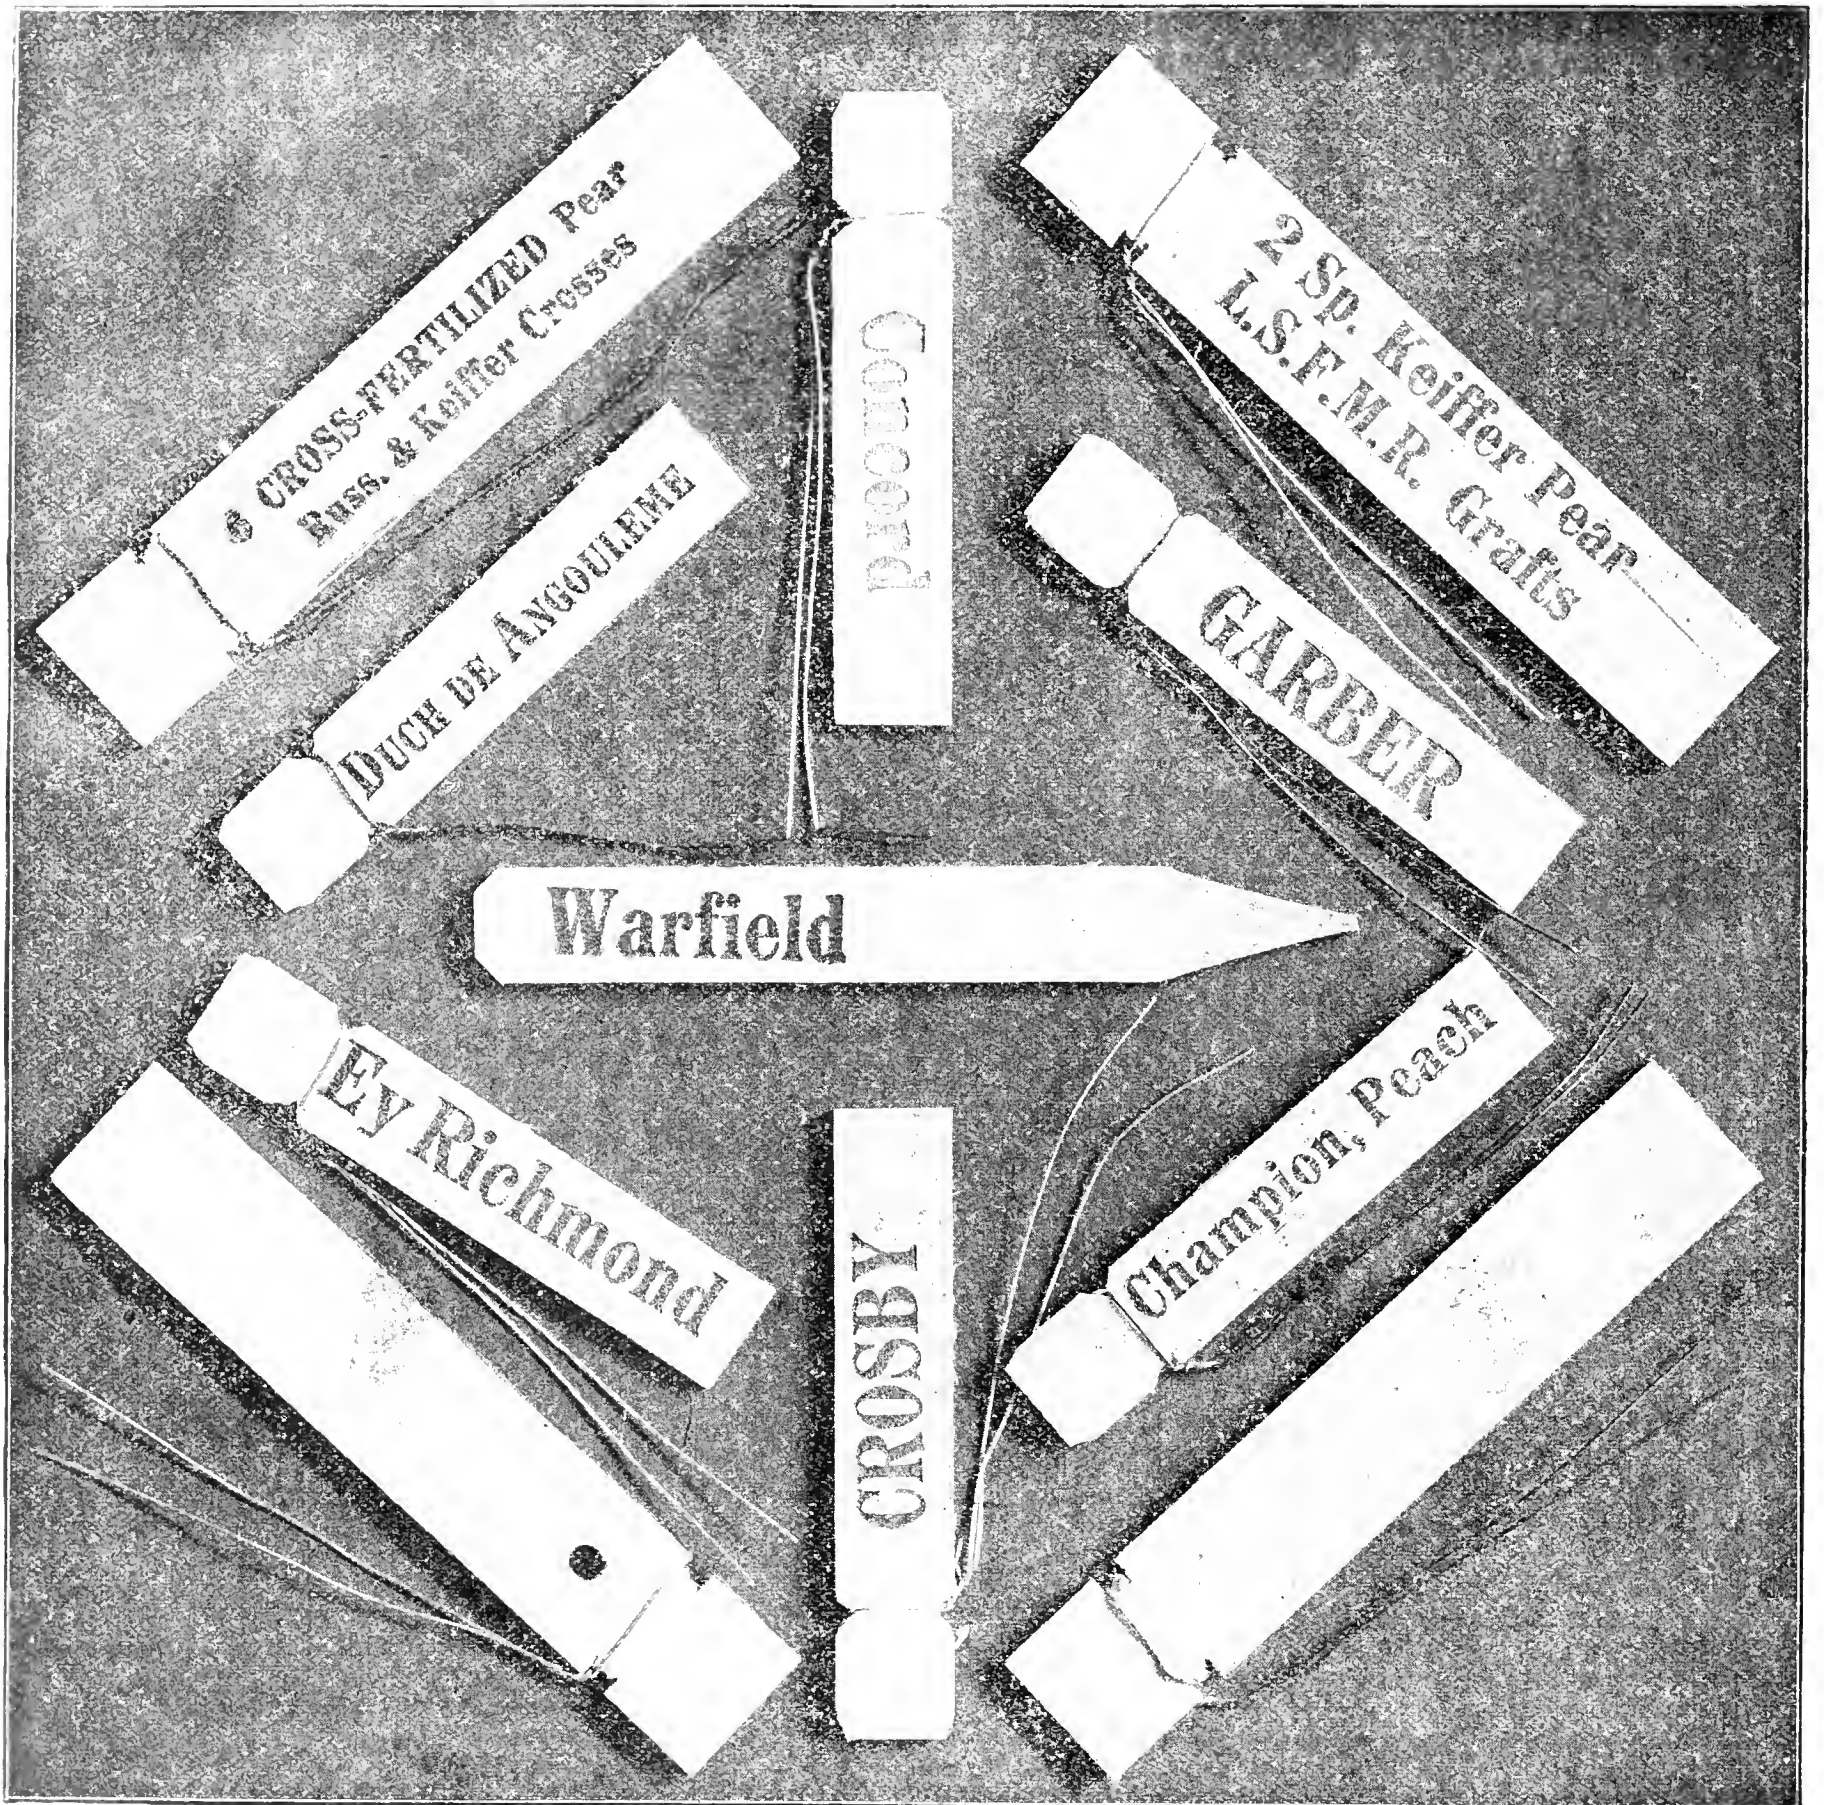 6 CROSS-FERTILIZED Pear
Russ. & Keiffer Crosses
Concord
2 Sp. Keiffer Pear
L.S.F.M.R. Grafts
DUCH DE ANGOULEME
GARBER
Warfield
Ey Richmond
Champion, Peach
CROSBY